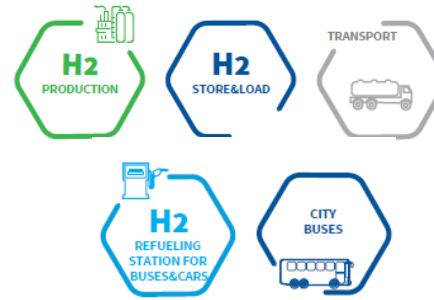 H2
PRODUCTION
H2
STORE&LOAD
TRANSPORT
H2
REFUELING
STATION FOR
BUSES&CARS
CITY
BUSES